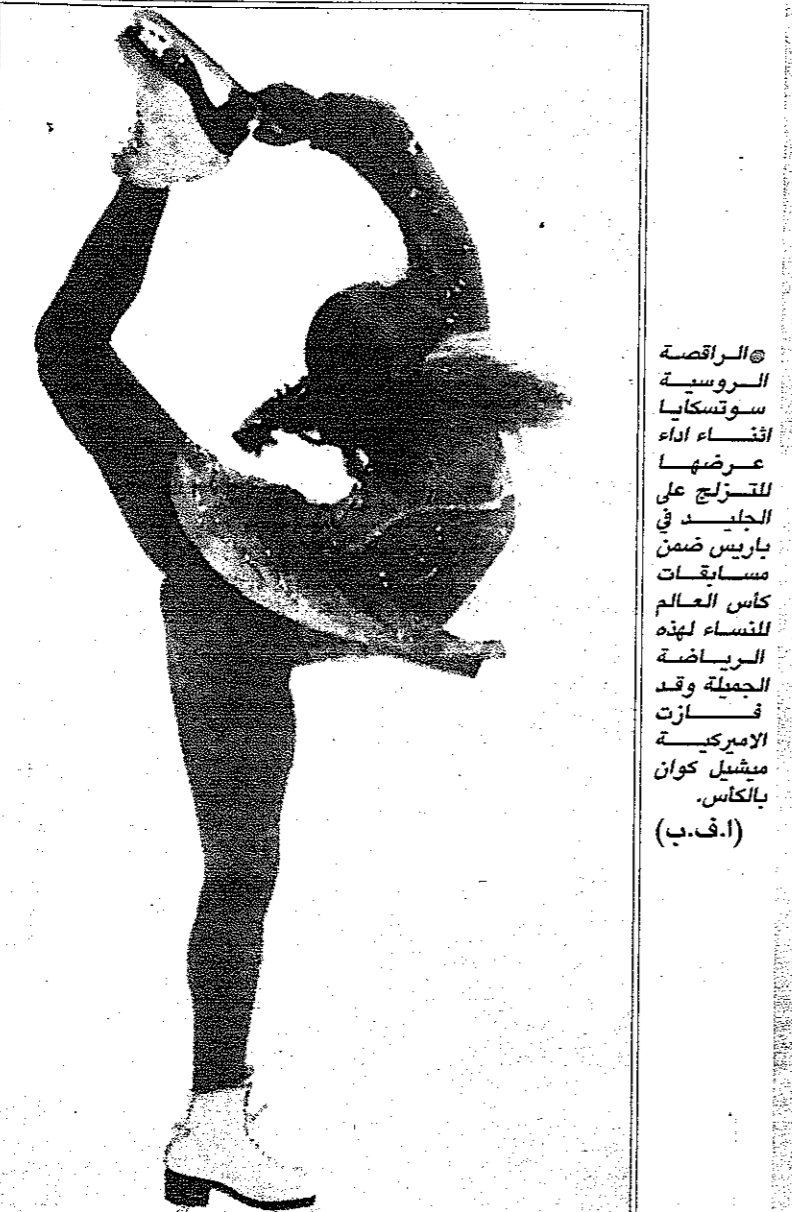 الراقصة
الروسية
سوتسكايا
اثناء اداء
عرضها
للتزلج على
الجليد في
باريس ضمن
مسابقات
كأس العالم
للنساء لهذه
الرياضة
الجميلة وقد
فازت
الاميركية
ميشيل كوان
بالكأس.
(ا.ف.ب)